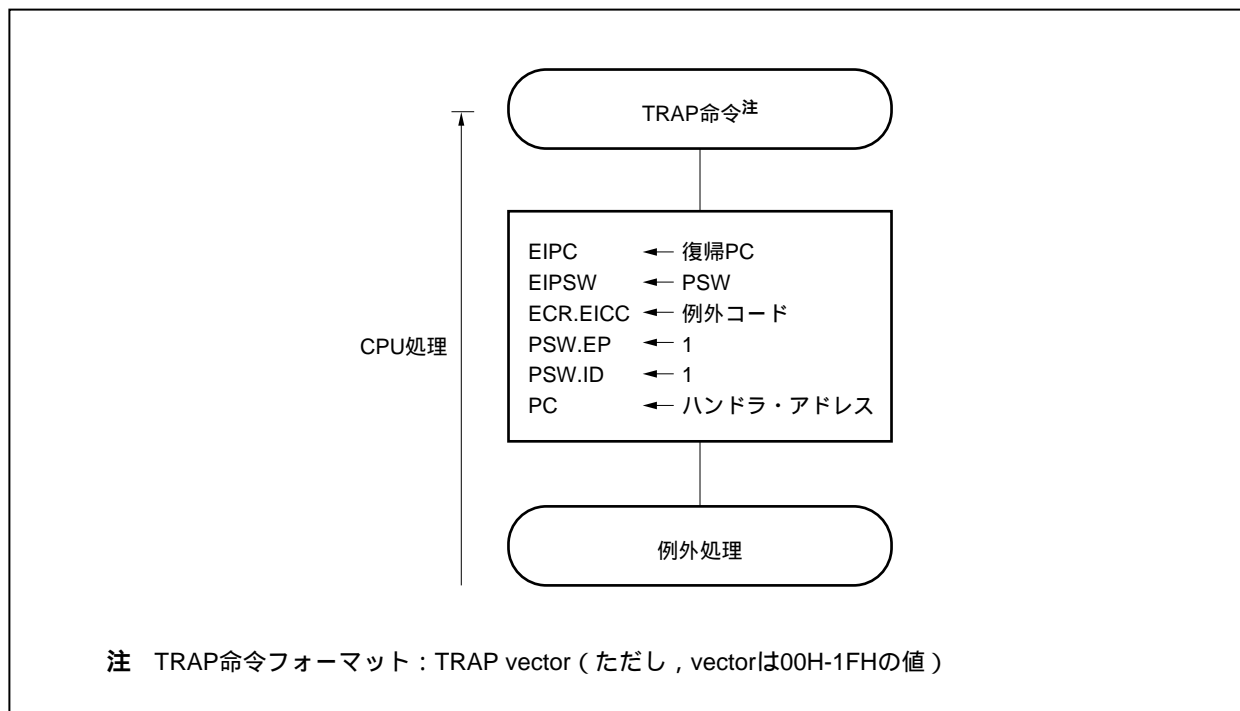 TRAP命令注
CPU処理
EIPC ← 復帰PC
EIPSW ← PSW
ECR.EICC ← 例外コード
PSW.EP ← 1
PSW.ID ← 1
PC ← ハンドラ・アドレス
例外処理
注 TRAP命令フォーマット：TRAP vector（ただし，vectorは00H-1FHの値）